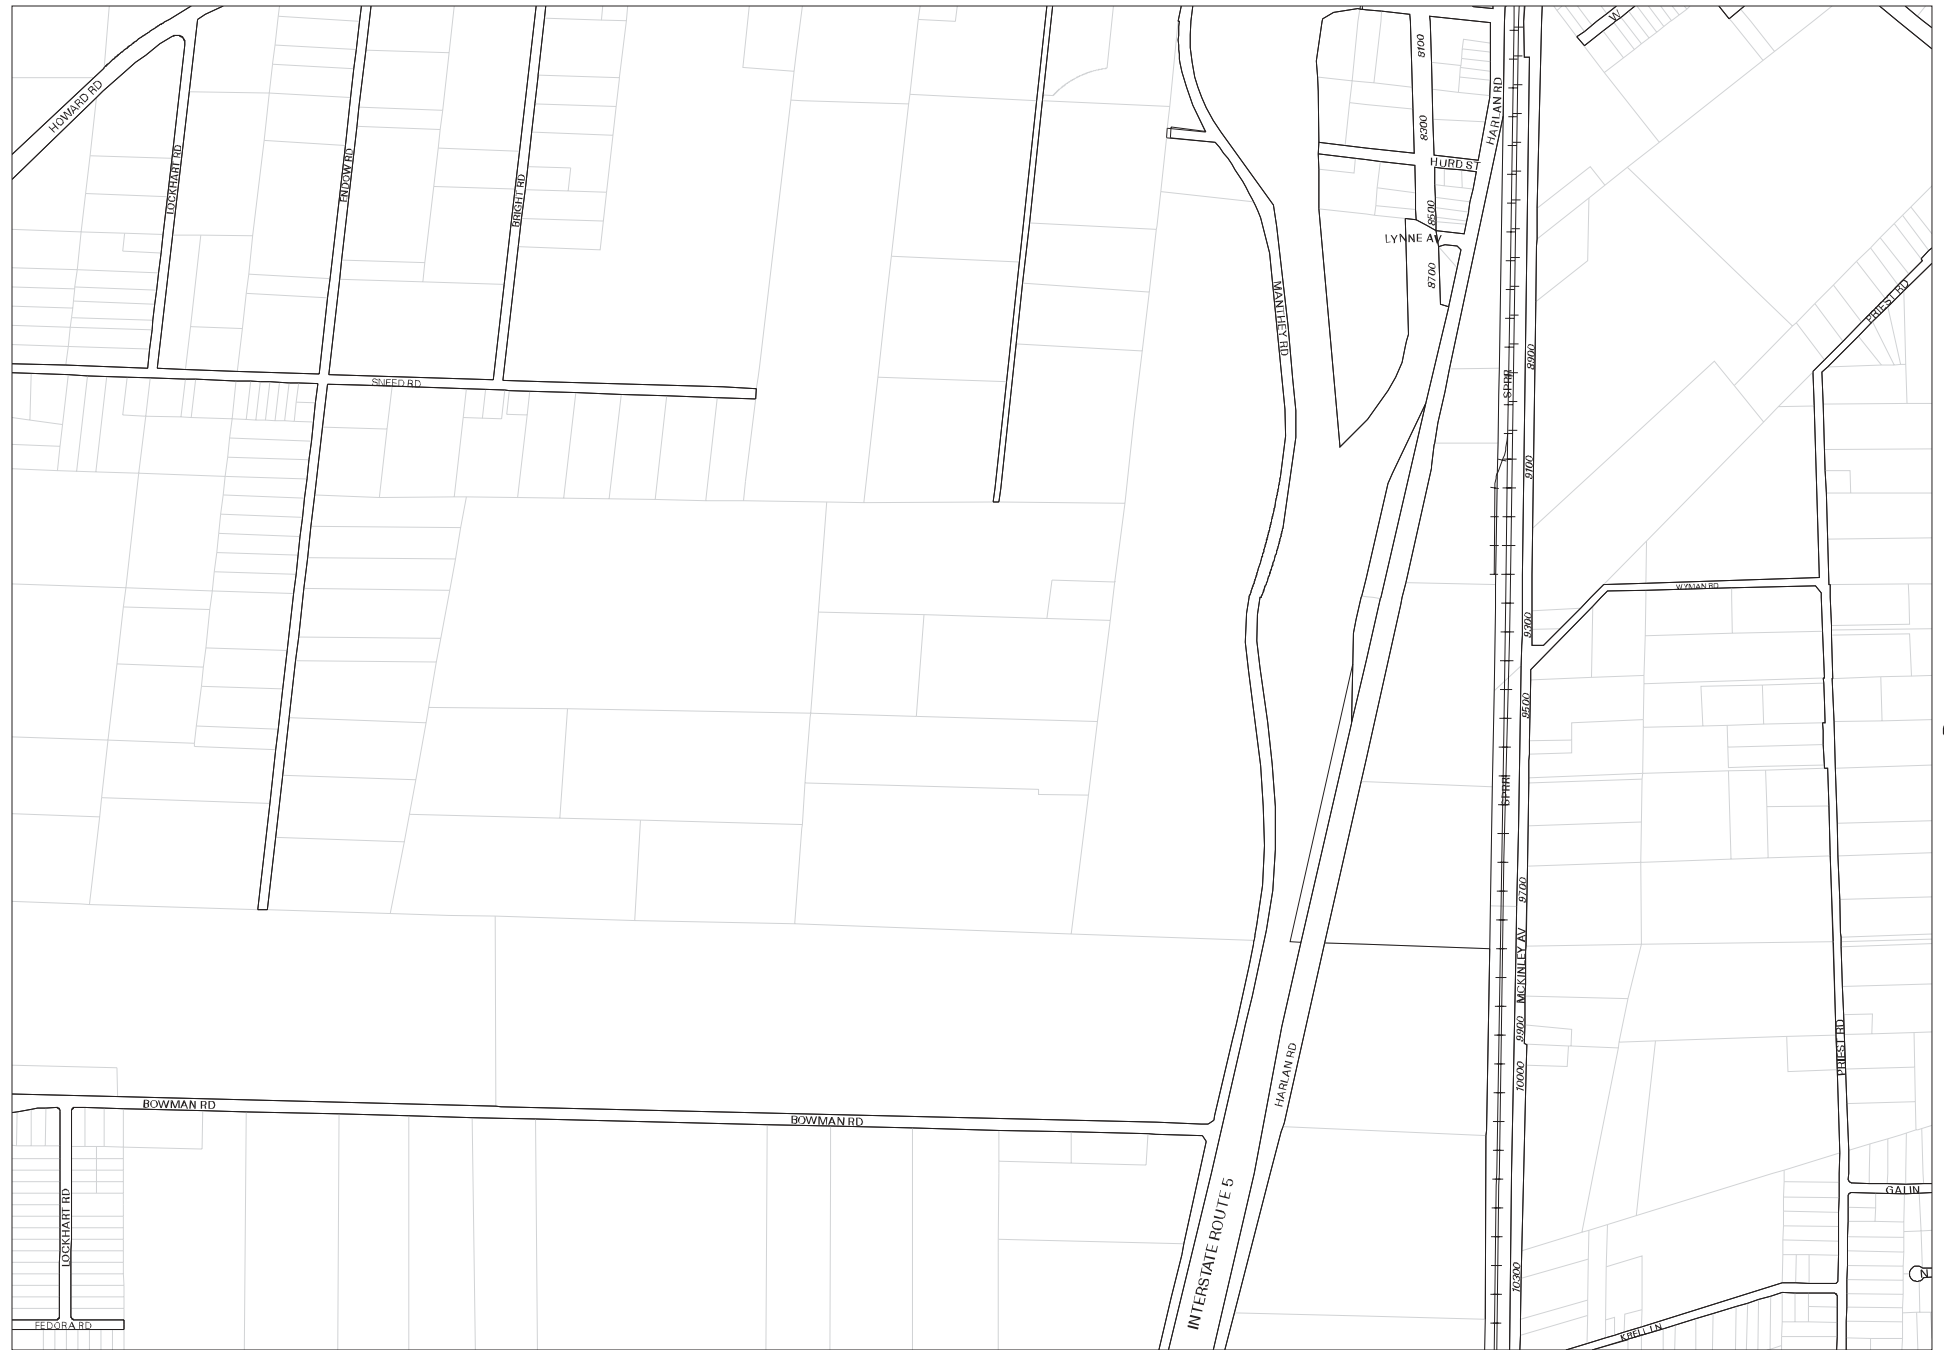 W
8100
HOWARD RD
HARLAN RD
8300
LOCKHART RD
ENDOW RD
HURD ST
BRIGHT RD
8500
LYNNE AV
8700
MANTHEY RD
PRIEST RD
8900
SNEED RD
SPRR
9100
WYMAN RD
9300
9500
SPRR
9700
MCKINLEY AV
9900
PRIEST RD
HARLAN RD
10000
BOWMAN RD
BOWMAN RD
GALIN
LOCKHART RD
INTERSTATE ROUTE 5
N
10300
FEDORA RD
KBELL LN